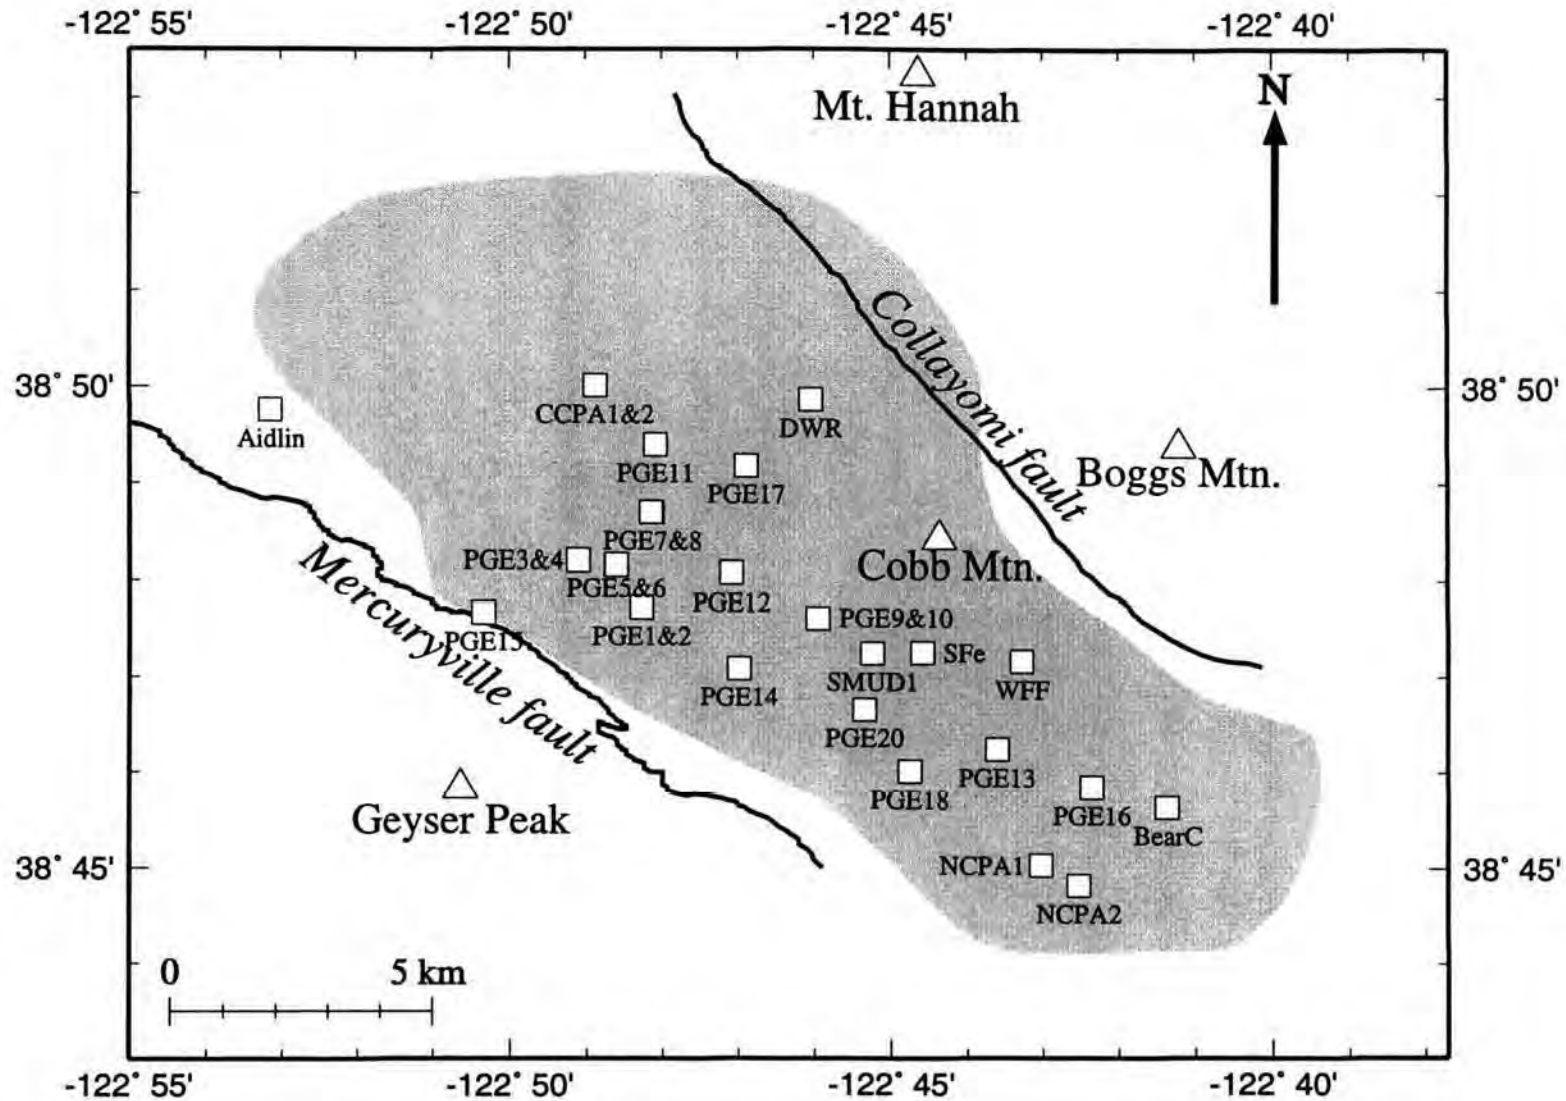 -122° 55'
-122° 50'
-122° 45'
-122° 40'
Mt. Hannah
N
38° 50'
38° 50'
Collayomi fault
CCPA1&2
DWR
Aidlin
PGE11
PGE17
Boggs Mtn.
PGE7&8
PGE3&4
PGE5&6
Cobb Mtn.
PGE12
PGE9&10
PGE15
PGE1&2
Mercuryville fault
SFe
WFF
SMUD1
PGE14
PGE20
PGE13
PGE18
PGE16
BearC
Geyser Peak
38° 45'
NCPA1
38° 45'
NCPA2
0
5 km
-122° 55'
-122° 50'
-122° 45'
-122° 40'